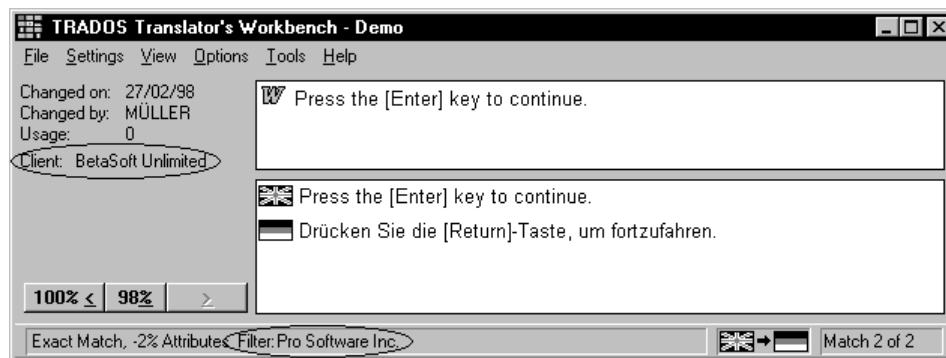 TRADOS Translator's Workbench - Demo
File Settings View Options Tools Help
Changed on: 27/02/98
Changed by: MÜLLER
Usage: 0
Client: BetaSoft Unlimited
W Press the [Enter] key to continue.
Press the [Enter] key to continue.
Drücken Sie die [Return]-Taste, um fortzufahren.
100% < 98% >
Exact Match, -2% Attributes Filter: Pro Software Inc. Match 2 of 2